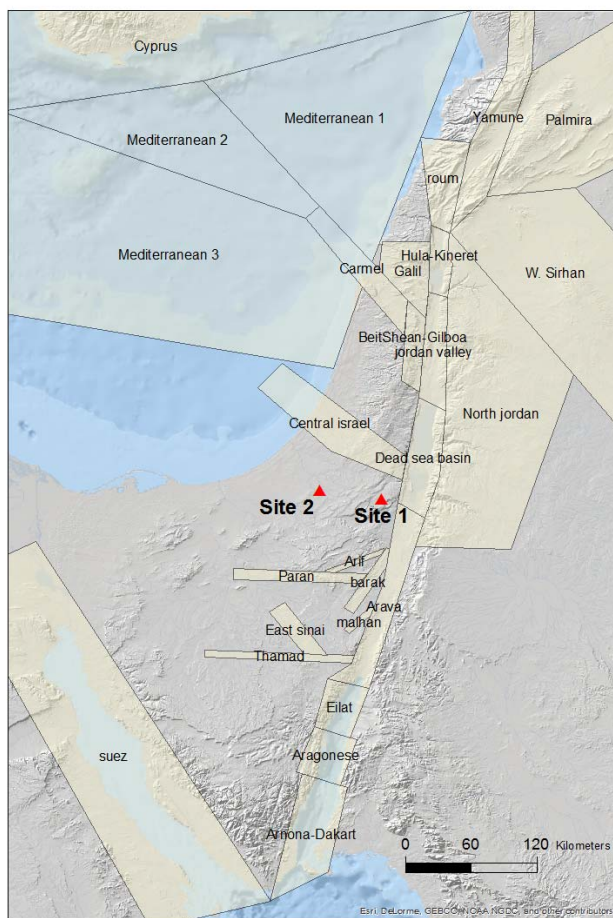 Cyprus
Mediterranean 1
Yamune
Palmira
Mediterranean 2
roum
Mediterranean 3
Hula-Kineret
Carmel
Galil
W. Sirhan
BeitShean-Gilboa
jordan valley
North jordan
Central israel
Dead sea basin
Site 2
Site 1
Arif
Paran
barak
Arava
malhan
East sinai
Thamad
Eilat
suez
Aragonese
Arnona-Dakart
0 60 120 Kilometers
Esri, DeLorme, GEBCO, NOAA NGDC, and other contributors